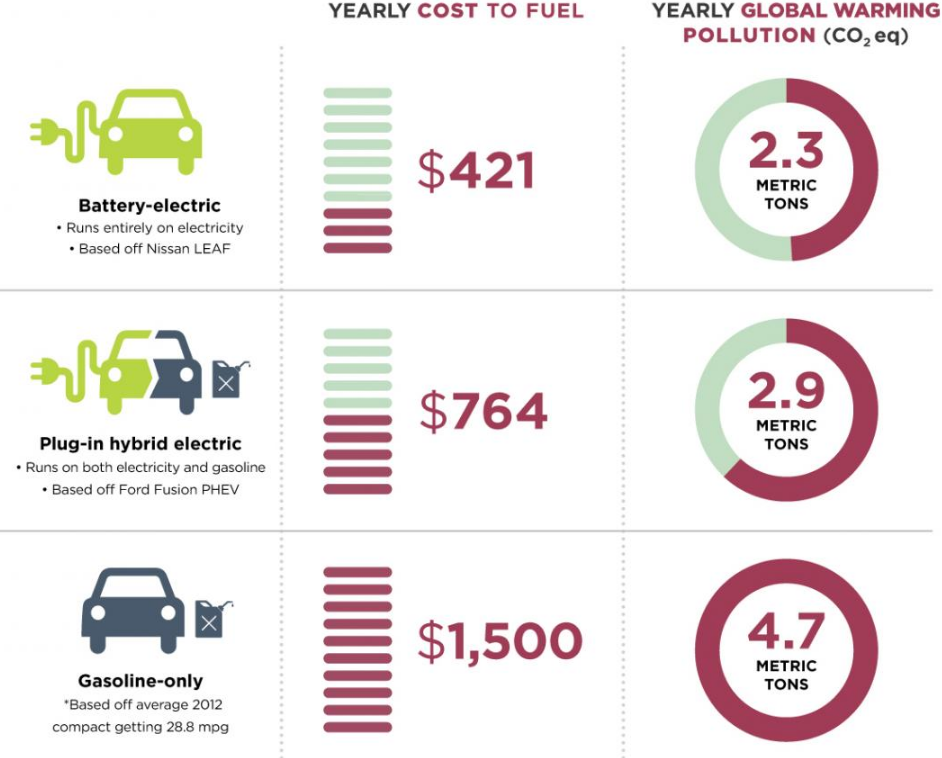 YEARLY COST TO FUEL
YEARLY GLOBAL WARMING
POLLUTION (CO₂ eq)
Battery-electric
• Runs entirely on electricity
• Based off Nissan LEAF
$421
2.3
METRIC
TONS
Plug-in hybrid electric
• Runs on both electricity and gasoline
• Based off Ford Fusion PHEV
$764
2.9
METRIC
TONS
Gasoline-only
*Based off average 2012
compact getting 28.8 mpg
$1,500
4.7
METRIC
TONS